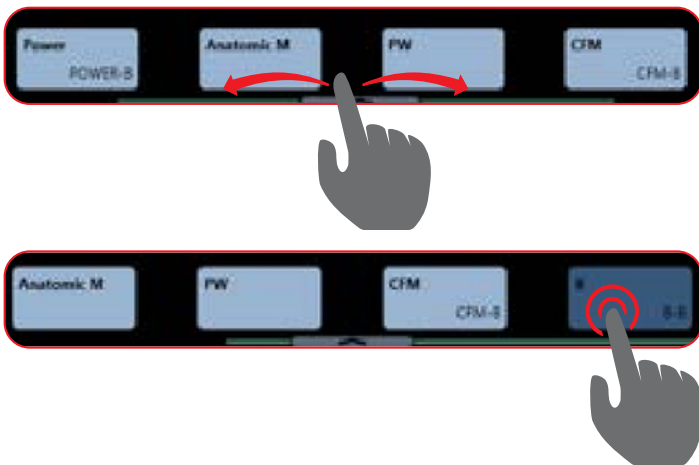 Power
POWER-B
Anatomic M
PW
CFM
CFM-B
Anatomic M
PW
CFM
CFM-B
B
B-B